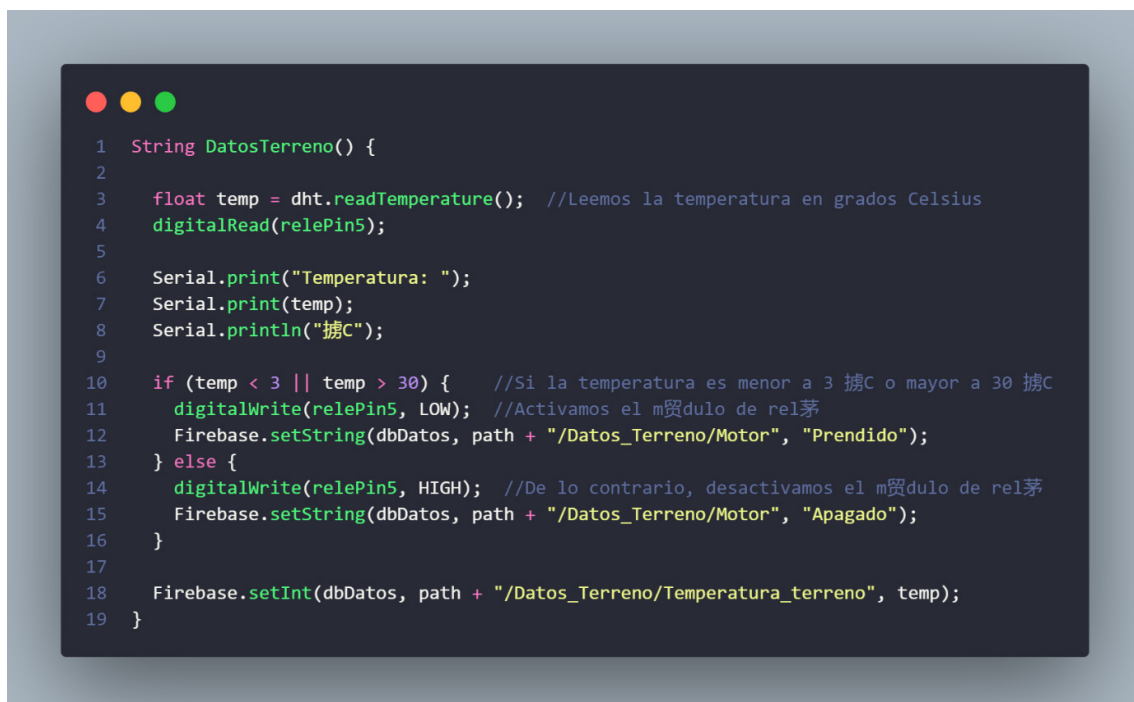 1 String DatosTerreno() {
2
3 float temp = dht.readTemperature(); //Leemos la temperatura en grados Celsius
4 digitalRead(relePin5);
5
6 Serial.print("Temperatura: ");
7 Serial.print(temp);
8 Serial.println("掳C");
9
10 if (temp < 3 || temp > 30) { //Si la temperatura es menor a 3 掳C o mayor a 30 掳C
11 digitalWrite(relePin5, LOW); //Activamos el m贸dulo de rel茅
12 Firebase.setString(dbDatos, path + "/Datos_Terreno/Motor", "Prendido");
13 } else {
14 digitalWrite(relePin5, HIGH); //De lo contrario, desactivamos el m贸dulo de rel茅
15 Firebase.setString(dbDatos, path + "/Datos_Terreno/Motor", "Apagado");
16 }
17
18 Firebase.setInt(dbDatos, path + "/Datos_Terreno/Temperatura_terreno", temp);
19 }